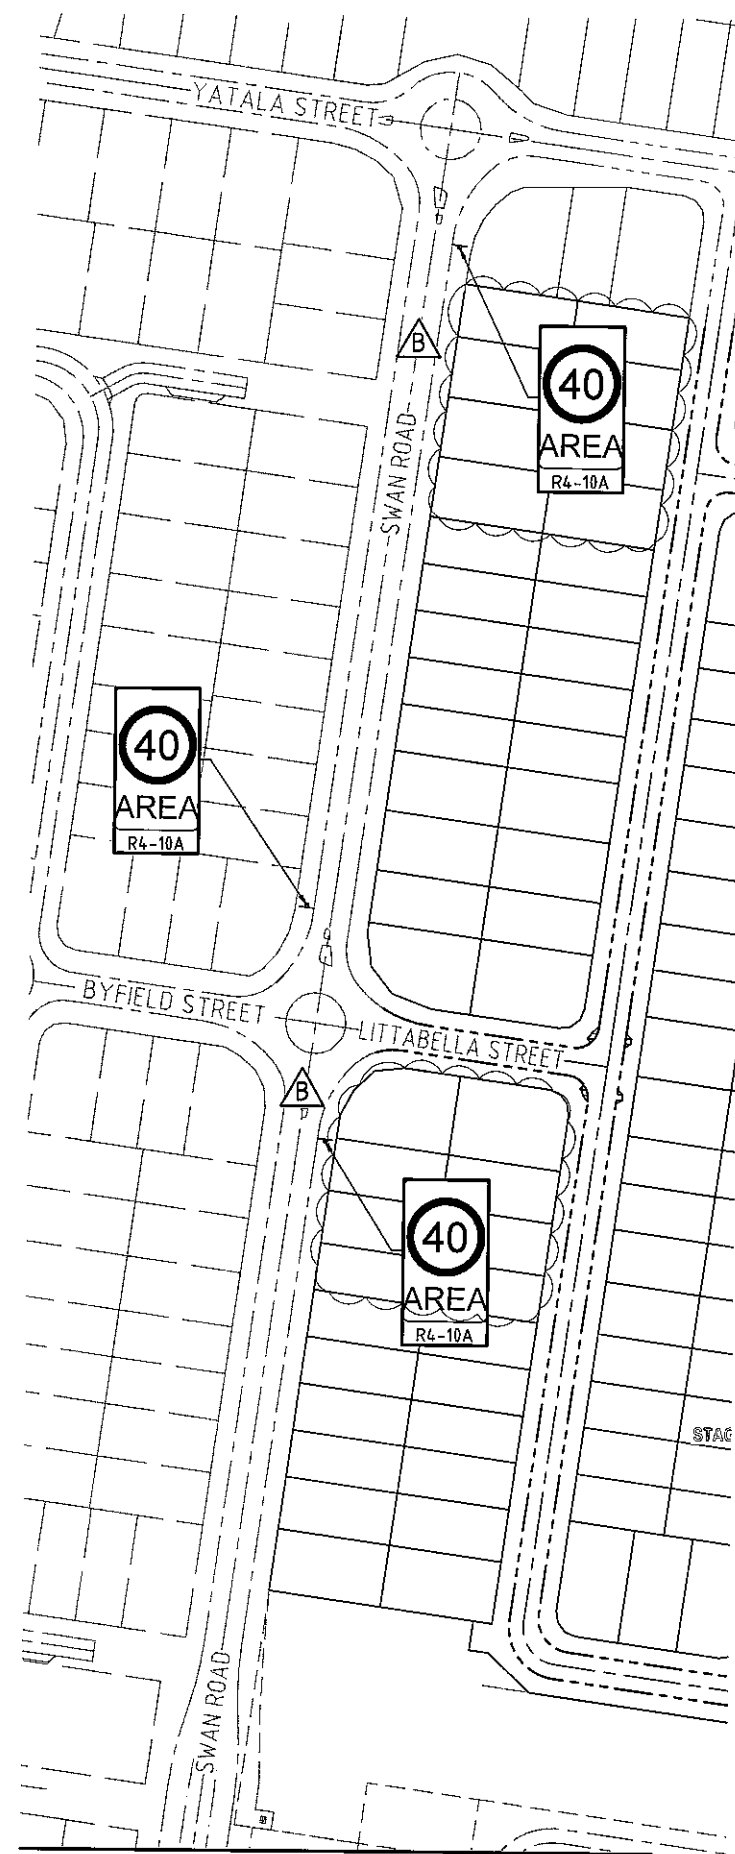 YATALA STREET
B
40
AREA
R4-10A
SWAN ROAD
40
AREA
R4-10A
BYFIELD STREET
LITTABELLA STREET
B
40
AREA
R4-10A
STAG
SWAN ROAD